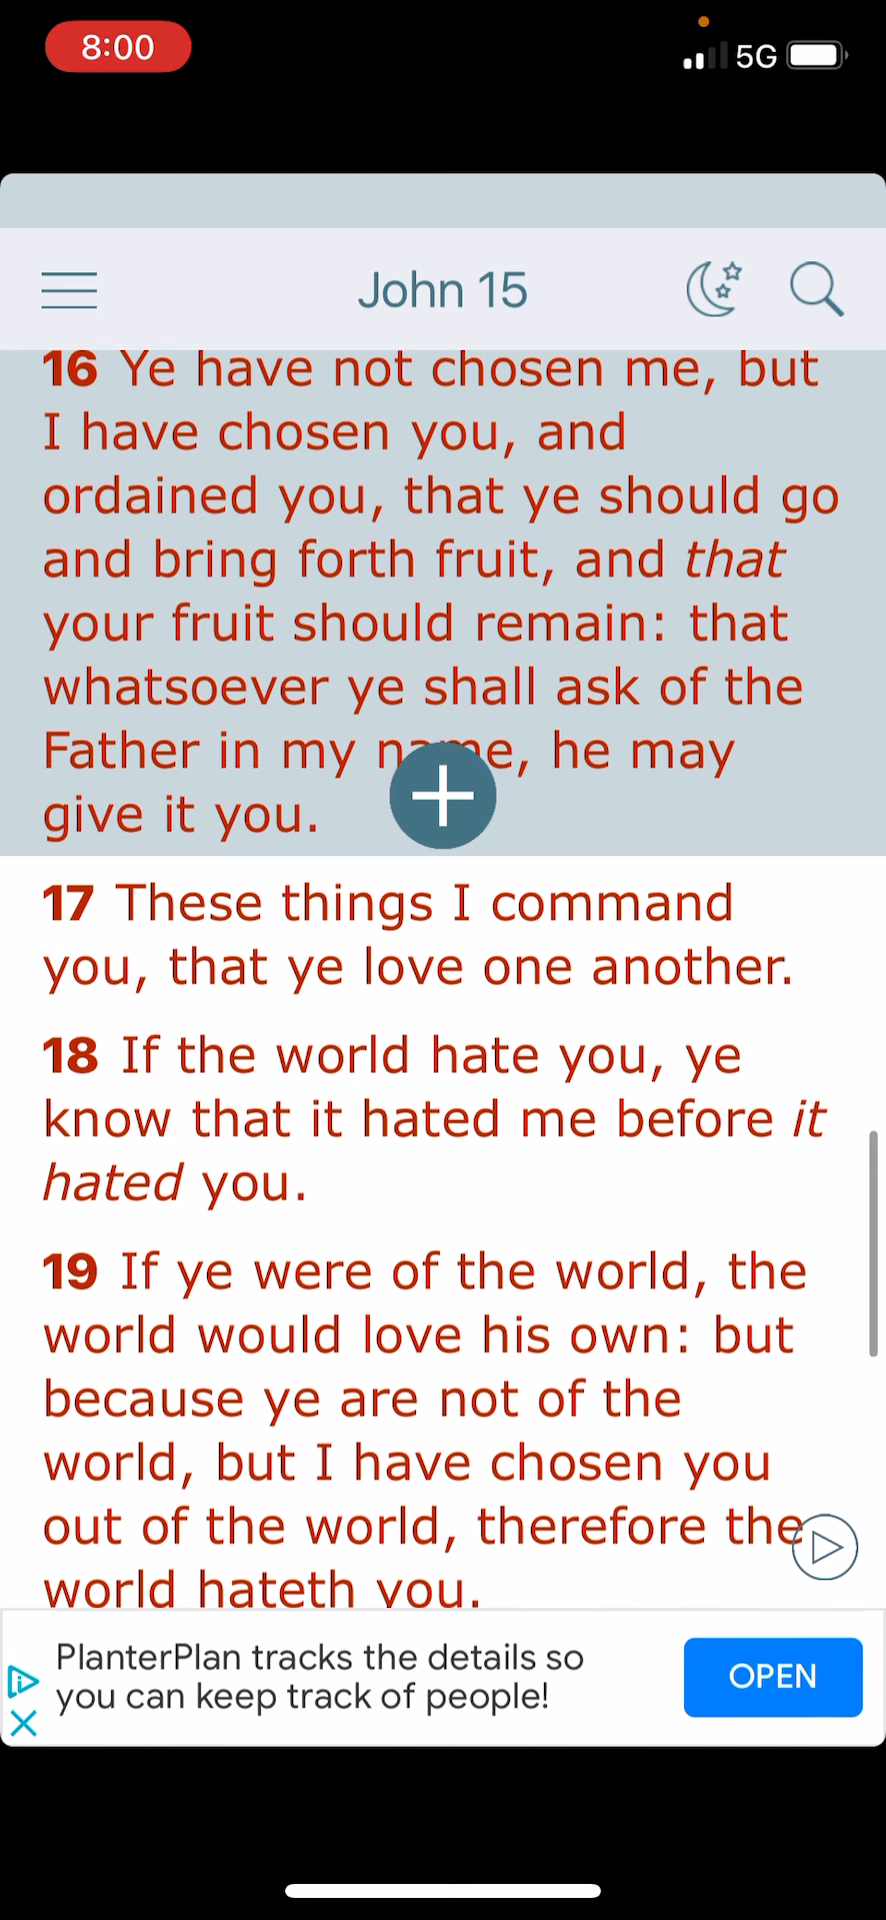 8:00
5G
John 15
16 Ye have not chosen me, but
I have chosen you, and
ordained you, that ye should go
and bring forth fruit, and that
your fruit should remain: that
whatsoever ye shall ask of the
Father in my name, he may
give it you.
17 These things I command
you, that ye love one another.
18 If the world hate you, ye
know that it hated me before it
hated you.
19 If ye were of the world, the
world would love his own: but
because ye are not of the
world, but I have chosen you
out of the world, therefore the
world hateth you.
PlanterPlan tracks the details so
you can keep track of people!
OPEN